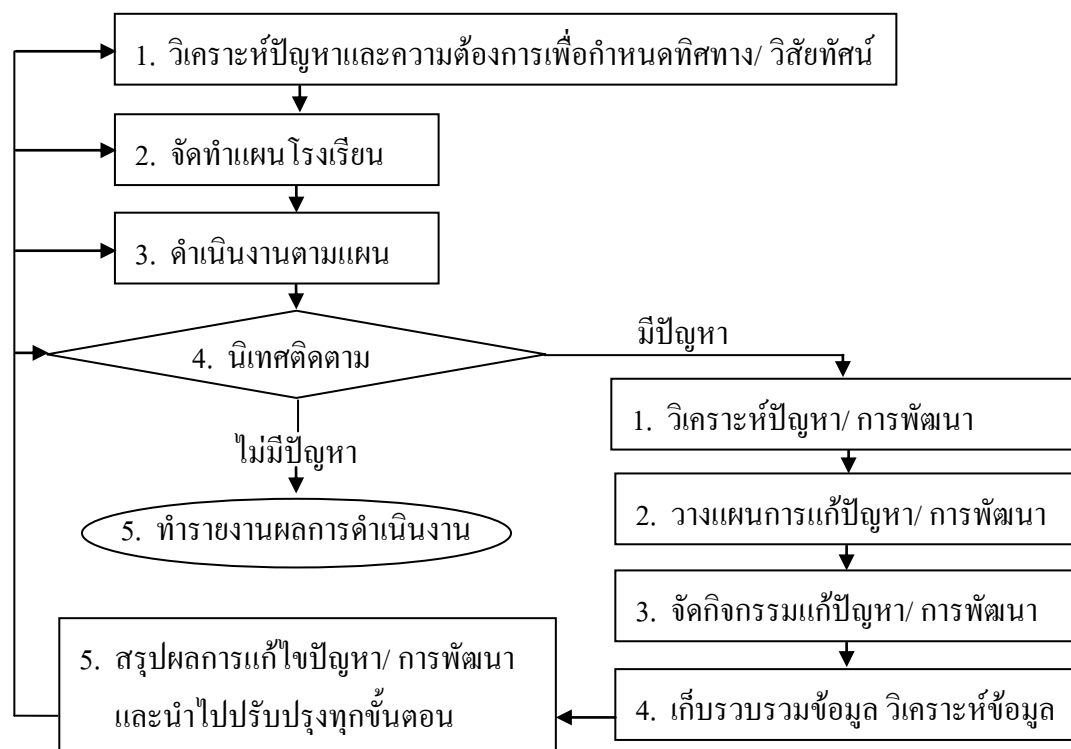 1. วิเคราะห์ปัญหาและความต้องการเพื่อกำหนดทิศทาง/ วิสัยทัศน์
2. จัดทำแผนโรงเรียน
3. ดำเนินงานตามแผน
4. นิเทศติดตาม
มีปัญหา
ไม่มีปัญหา
5. ทำรายงานผลการดำเนินงาน
1. วิเคราะห์ปัญหา/ การพัฒนา
2. วางแผนการแก้ปัญหา/ การพัฒนา
3. จัดกิจกรรมแก้ปัญหา/ การพัฒนา
4. เก็บรวบรวมข้อมูล วิเคราะห์ข้อมูล
5. สรุปผลการแก้ไขปัญหา/ การพัฒนา
และนำไปปรับปรุงทุกขั้นตอน